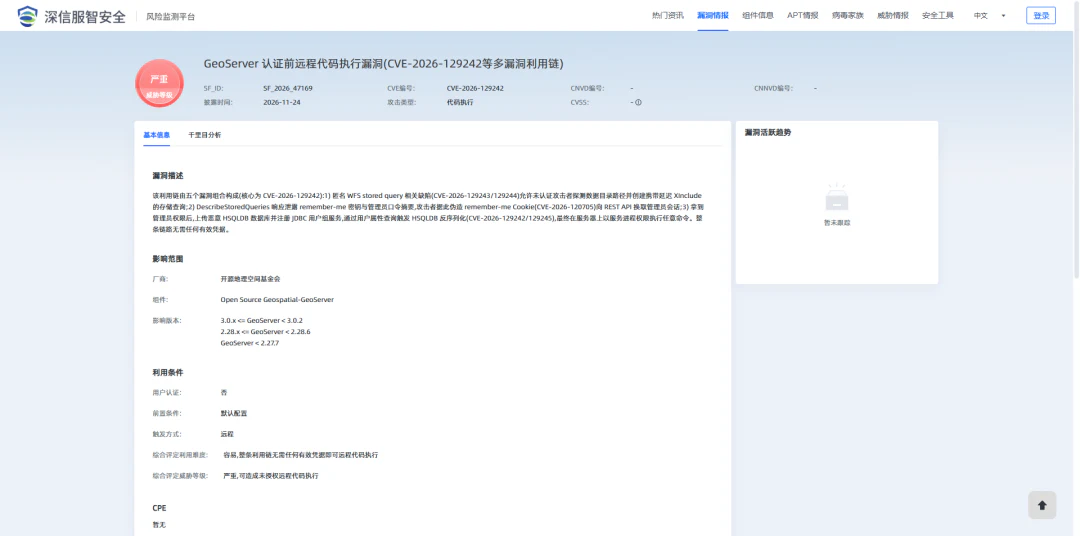 深信服智安全
风险监测平台
热门资讯 漏洞情报 组件信息 APT情报 病毒家族 威胁情报 安全工具 中文 登录
严重
威胁等级
GeoServer 认证前远程代码执行漏洞(CVE-2026-129242等多漏洞利用链)
SF_ID: SF_2026_47169 CVE编号: CVE-2026-129242 CNVD编号: - CNNVD编号: -
披露时间: 2026-11-24 攻击类型: 代码执行 CVSS: -
基本信息 千里目分析
漏洞描述
该利用链由五个漏洞组合构成(核心为 CVE-2026-129242):1) 匿名 WFS stored query 相关缺陷(CVE-2026-129243/129244)允许未认证攻击者探测数据目录路径并创建携带延迟 XInclude
的存储查询;2) DescribeStoredQueries 响应泄露 remember-me 密钥与管理员口令摘要,攻击者据此伪造 remember-me Cookie(CVE-2026-120705)向 REST API 换取管理员会话;3) 拿到
管理员权限后,上传恶意 HSQLDB 数据库并注册 JDBC 用户组服务,通过用户属性查询触发 HSQLDB 反序列化(CVE-2026-129242/129245),最终在服务器上以服务进程权限执行任意命令。整
条链路无需任何有效凭据。
影响范围
厂商: 开源地理空间基金会
组件: Open Source Geospatial-GeoServer
影响版本: 3.0.x <= GeoServer < 3.0.2
2.28.x <= GeoServer < 2.28.6
GeoServer < 2.27.7
利用条件
用户认证: 否
前置条件: 默认配置
触发方式: 远程
综合评定利用难度: 容易,整条利用链无需任何有效凭据即可远程代码执行
综合评定威胁等级: 严重,可造成未授权远程代码执行
CPE
暂无
漏洞活跃趋势
暂未跟踪